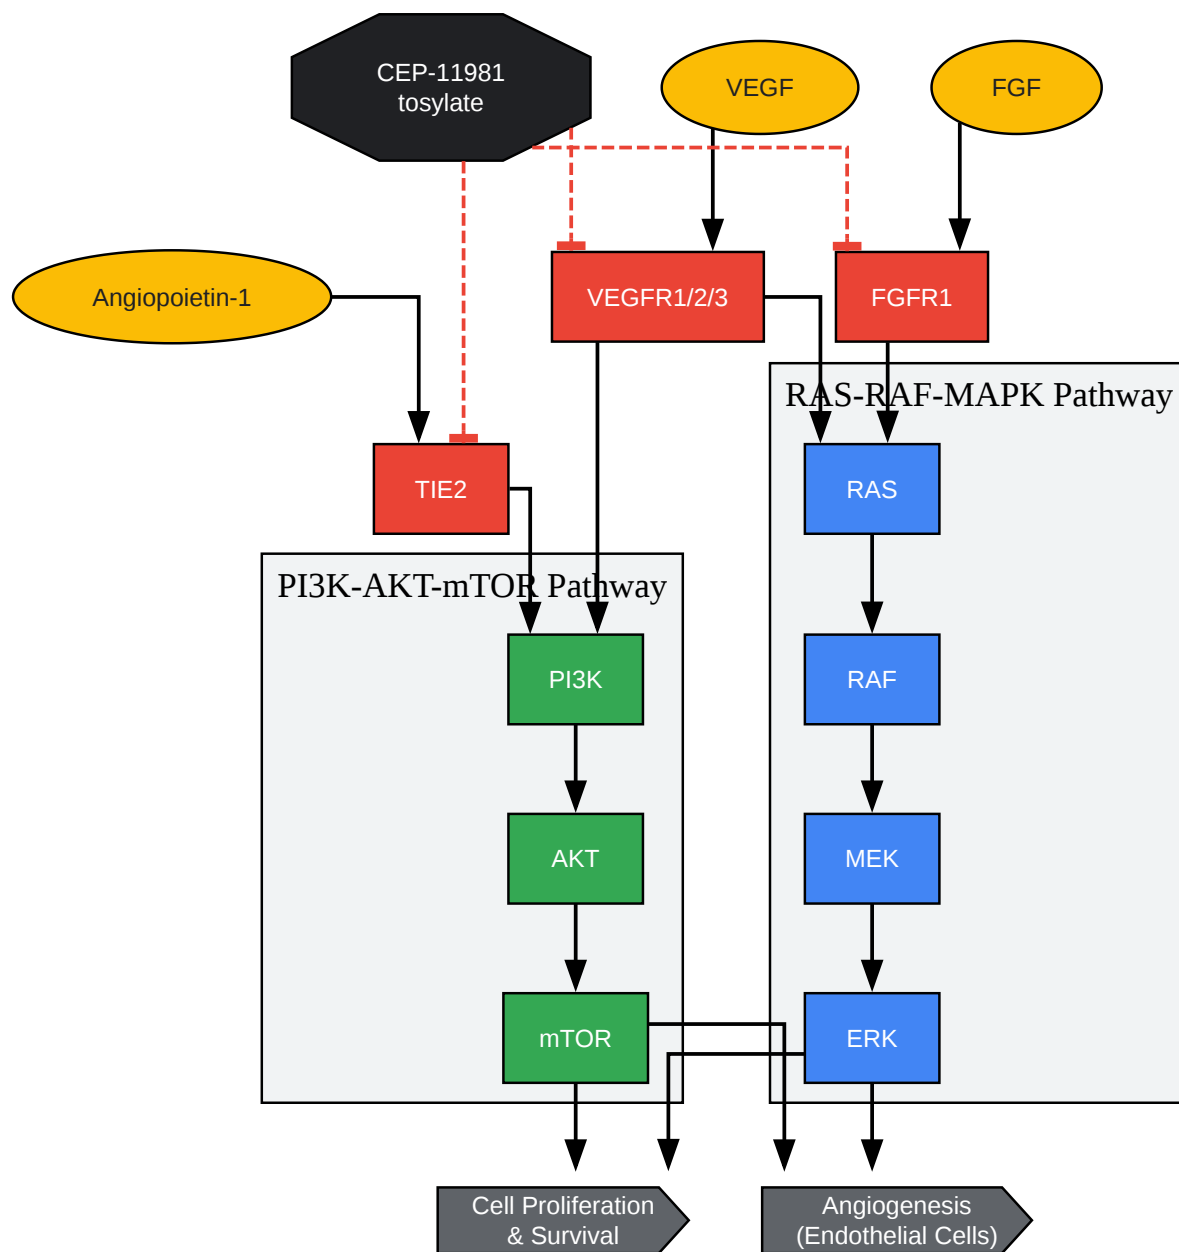 CEP-11981
tosylate
VEGF
FGF
Angiopoietin-1
VEGFR1/2/3
FGFR1
RAS-RAF-MAPK Pathway
TIE2
RAS
PI3K-AKT-mTOR Pathway
PI3K
RAF
AKT
MEK
mTOR
ERK
Cell Proliferation
& Survival
Angiogenesis
(Endothelial Cells)